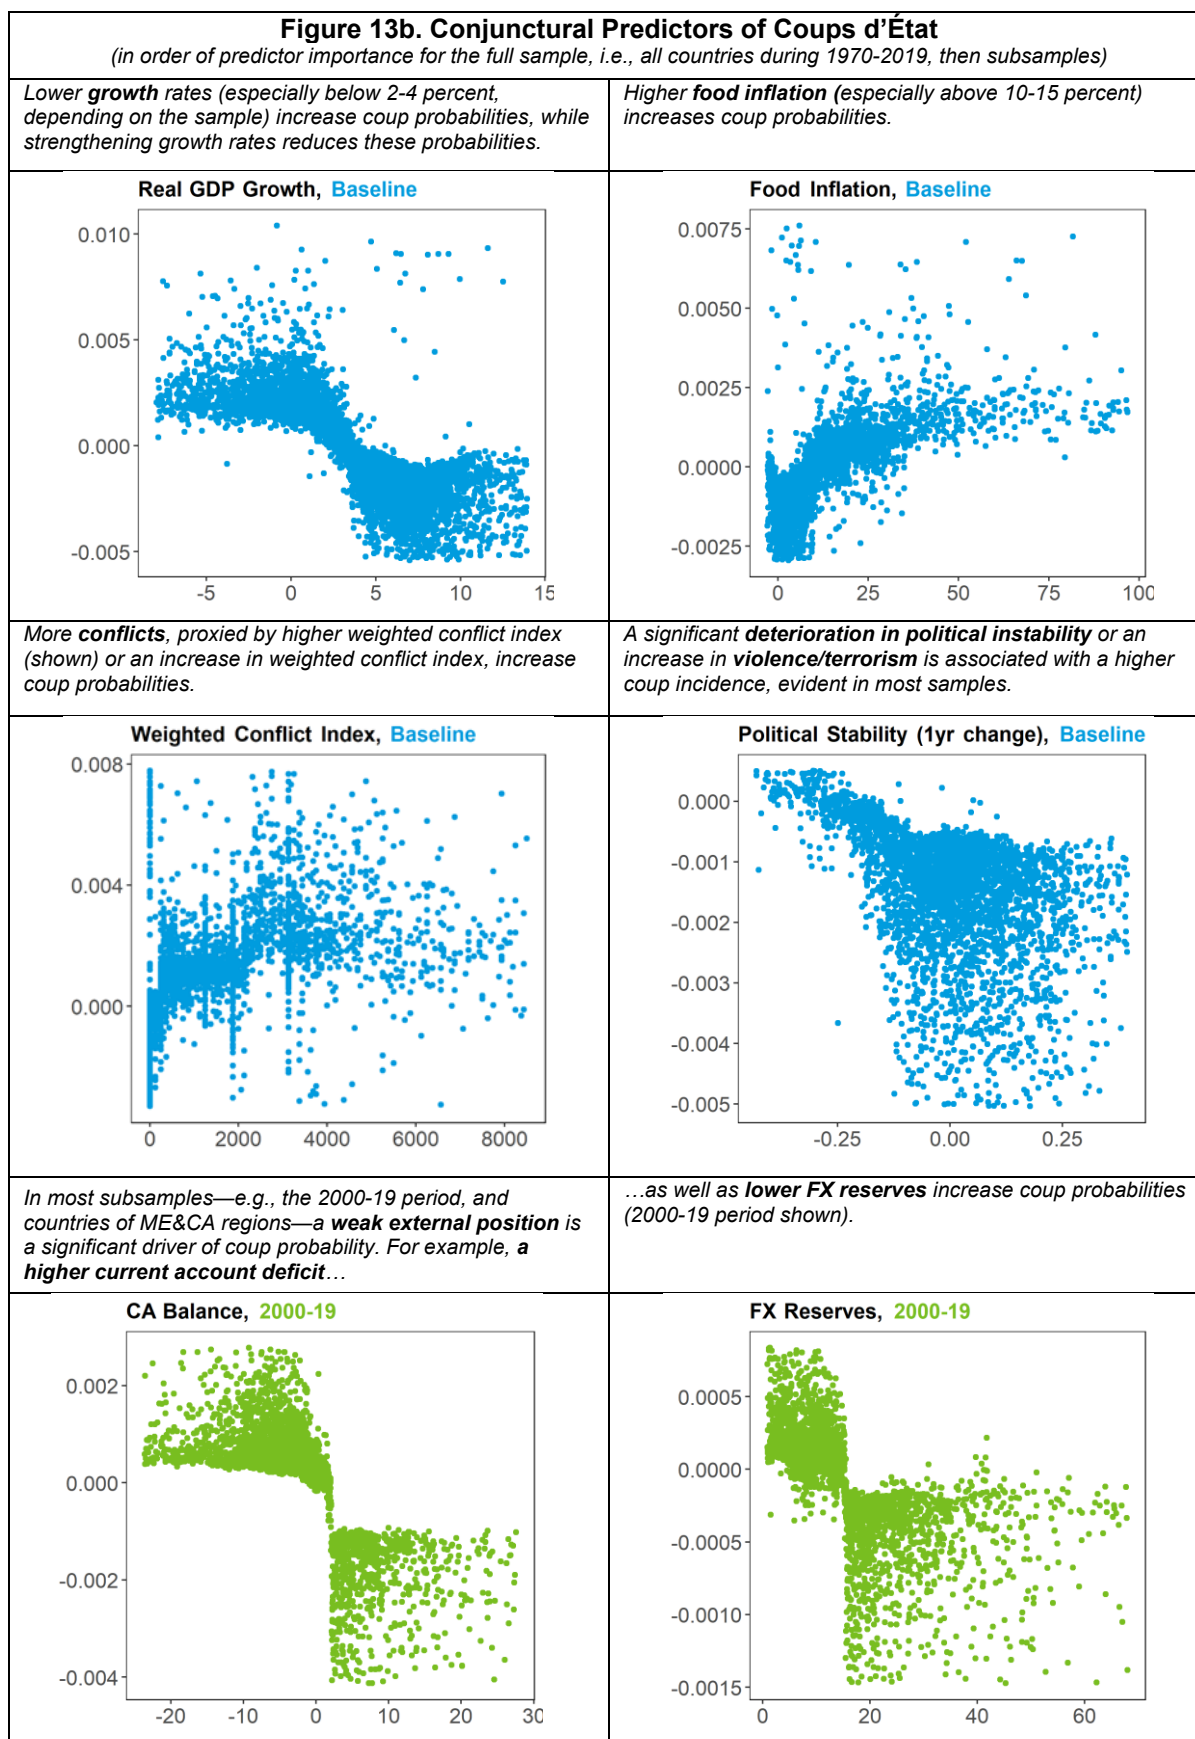 Figure 13b. Conjunctural Predictors of Coups d’État
(in order of predictor importance for the full sample, i.e., all countries during 1970-2019, then subsamples)
Lower growth rates (especially below 2-4 percent,
depending on the sample) increase coup probabilities, while
strengthening growth rates reduces these probabilities.
Higher food inflation (especially above 10-15 percent)
increases coup probabilities.
Real GDP Growth, Baseline
0.010
0.005
0.000
-0.005
-5 0 5 10 15
Food Inflation, Baseline
0.0075
0.0050
0.0025
0.0000
-0.0025
0 25 50 75 100
More conflicts, proxied by higher weighted conflict index
(shown) or an increase in weighted conflict index, increase
coup probabilities.
A significant deterioration in political instability or an
increase in violence/terrorism is associated with a higher
coup incidence, evident in most samples.
Weighted Conflict Index, Baseline
0.008
0.004
0.000
0 2000 4000 6000 8000
Political Stability (1yr change), Baseline
0.000
-0.001
-0.002
-0.003
-0.004
-0.005
-0.25 0.00 0.25
In most subsamples—e.g., the 2000-19 period, and
countries of ME&CA regions—a weak external position is
a significant driver of coup probability. For example, a
higher current account deficit…
…as well as lower FX reserves increase coup probabilities
(2000-19 period shown).
CA Balance, 2000-19
0.002
0.000
-0.002
-0.004
-20 -10 0 10 20 30
FX Reserves, 2000-19
0.0005
0.0000
-0.0005
-0.0010
-0.0015
0 20 40 60